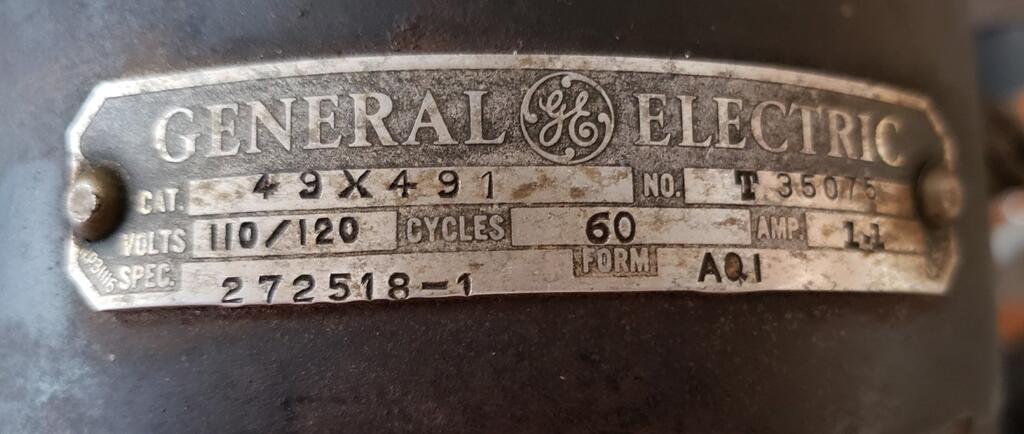 GENERAL GE ELECTRIC
CAT. 49X491 NO. T 35075
VOLTS 110/120 CYCLES 60 AMP. 1.1
SPEC. 272518-1 FORM AQ1